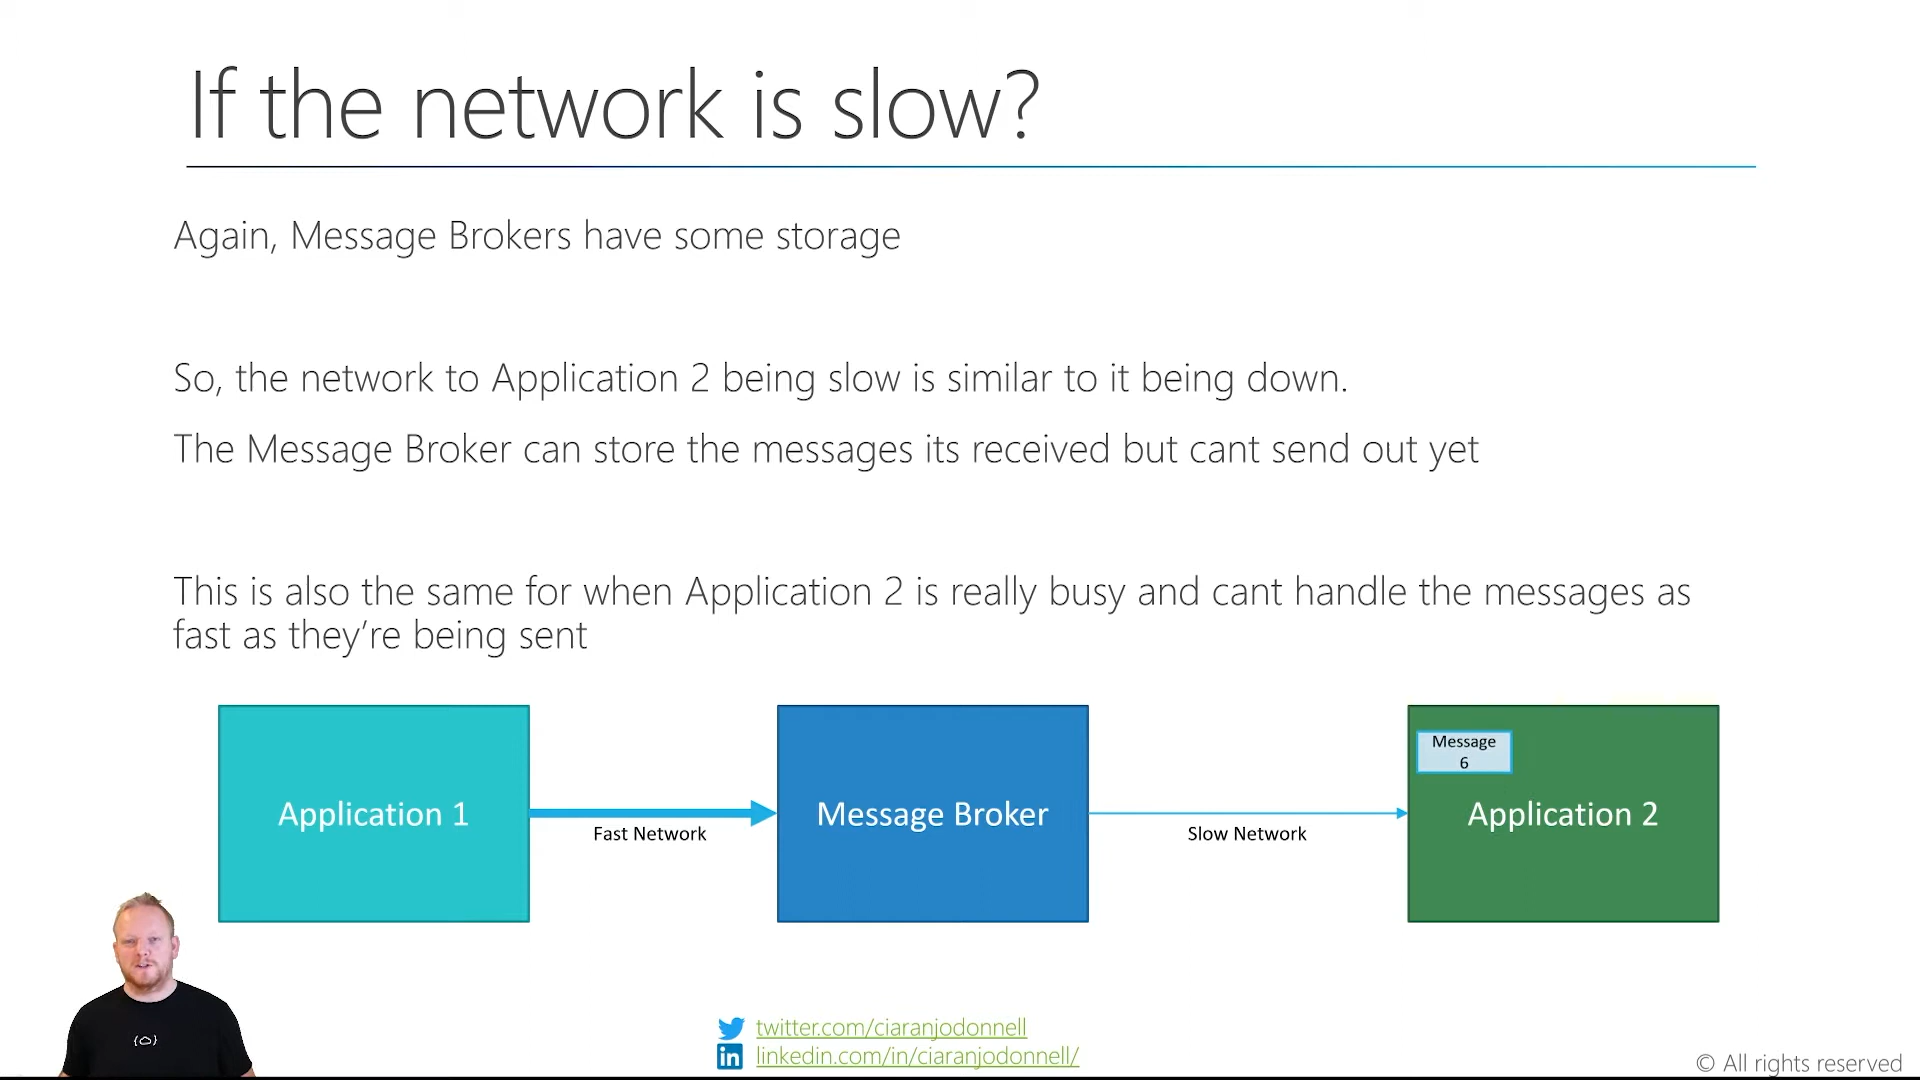 If the network is slow?
Again, Message Brokers have some storage
So, the network to Application 2 being slow is similar to it being down.
The Message Broker can store the messages its received but cant send out yet
This is also the same for when Application 2 is really busy and cant handle the messages as
fast as they’re being sent
Application 1
Fast Network
Message Broker
Slow Network
Message
6
Application 2
{O}
twitter.com/ciaranjodonnell
in
linkedin.com/in/ciaranjodonnell/
© All rights reserved